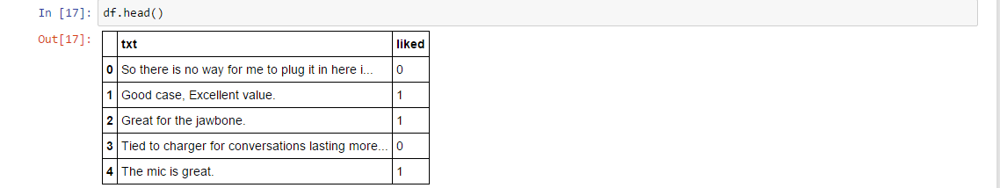 In [17]: df.head()
Out[17]:
txt liked
0 So there is no way for me to plug it in here i... 0
1 Good case, Excellent value. 1
2 Great for the jawbone. 1
3 Tied to charger for conversations lasting more... 0
4 The mic is great. 1